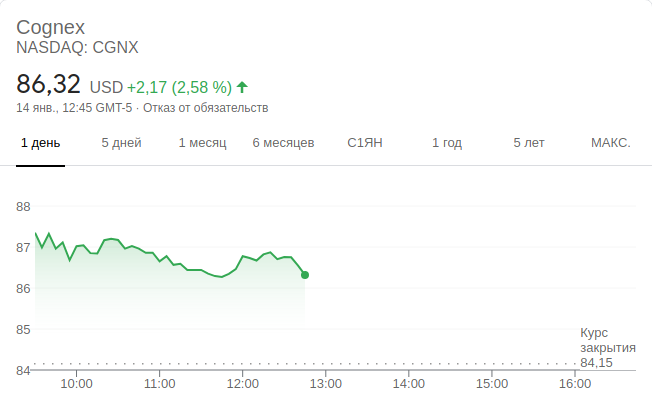 Cognex
NASDAQ: CGNX
86,32 USD +2,17 (2,58 %)
14 янв., 12:45 GMT-5 · Отказ от обязательств
1 день 5 дней 1 месяц 6 месяцев С1ЯН 1 год 5 лет МАКС.
88
87
86
85
Курс
закрытия
84,15
84
10:00 11:00 12:00 13:00 14:00 15:00 16:00